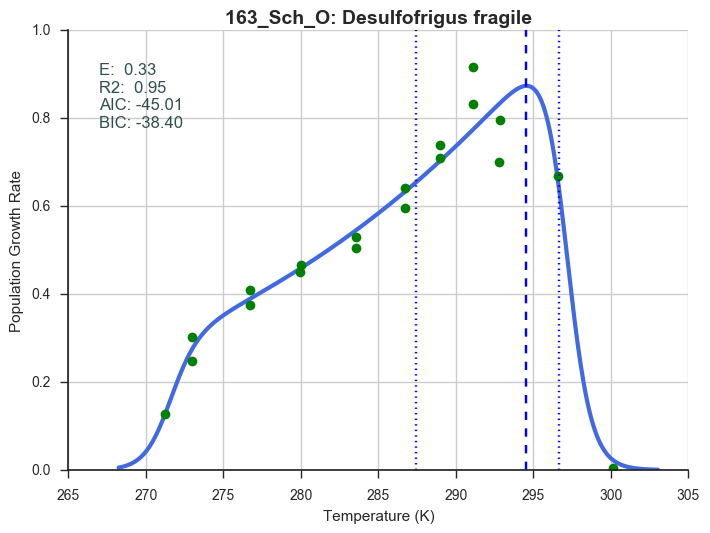 163_Sch_O: Desulfofrigus fragile
E:  0.33
R2:  0.95
AIC: -45.01
BIC: -38.40
Population Growth Rate
1.0
0.8
0.6
0.4
0.2
0.0
265 270 275 280 285 290 295 300 305
Temperature (K)